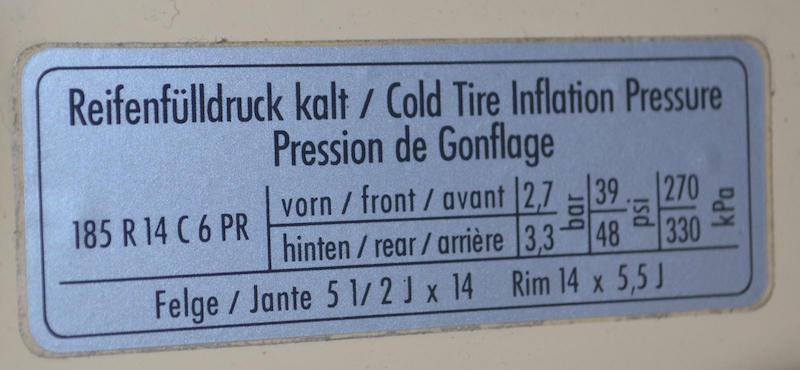 Reifenfülldruck kalt / Cold Tire Inflation Pressure
Pression de Gonflage
185 R 14 C 6 PR
vorn / front / avant 2,7 bar 39 psi 270 kPa
hinten / rear / arrière 3,3 48 330
Felge / Jante 5 1/2 J x 14 Rim 14 x 5,5 J